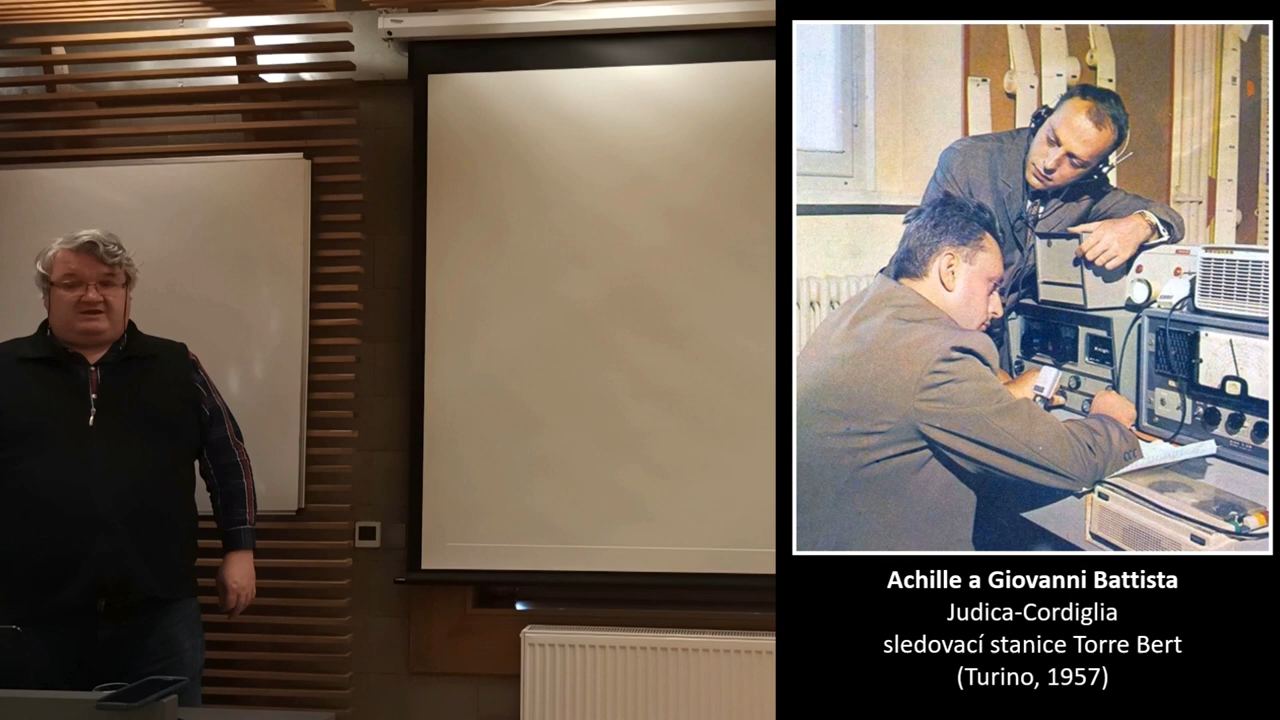 Achille a Giovanni Battista
Judica-Cordiglia
sledovací stanice Torre Bert
(Turino, 1957)